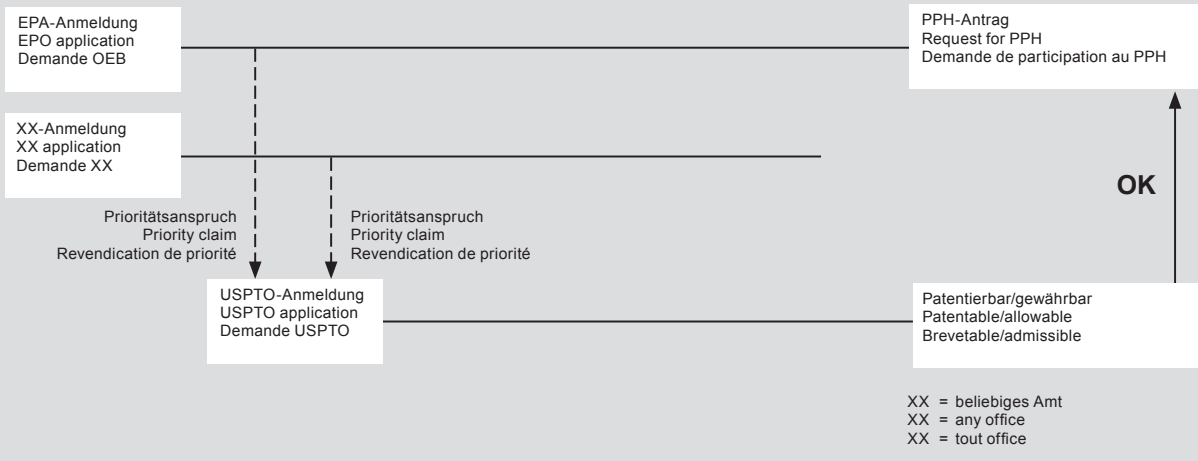 EPA-Anmeldung
EPO application
Demande OEB
PPH-Antrag
Request for PPH
Demande de participation au PPH
XX-Anmeldung
XX application
Demande XX
OK
Prioritätsanspruch
Priority claim
Revendication de priorité
Prioritätsanspruch
Priority claim
Revendication de priorité
USPTO-Anmeldung
USPTO application
Demande USPTO
Patentierbar/gewährbar
Patentable/allowable
Brevetable/admissible
XX = beliebiges Amt
XX = any office
XX = tout office